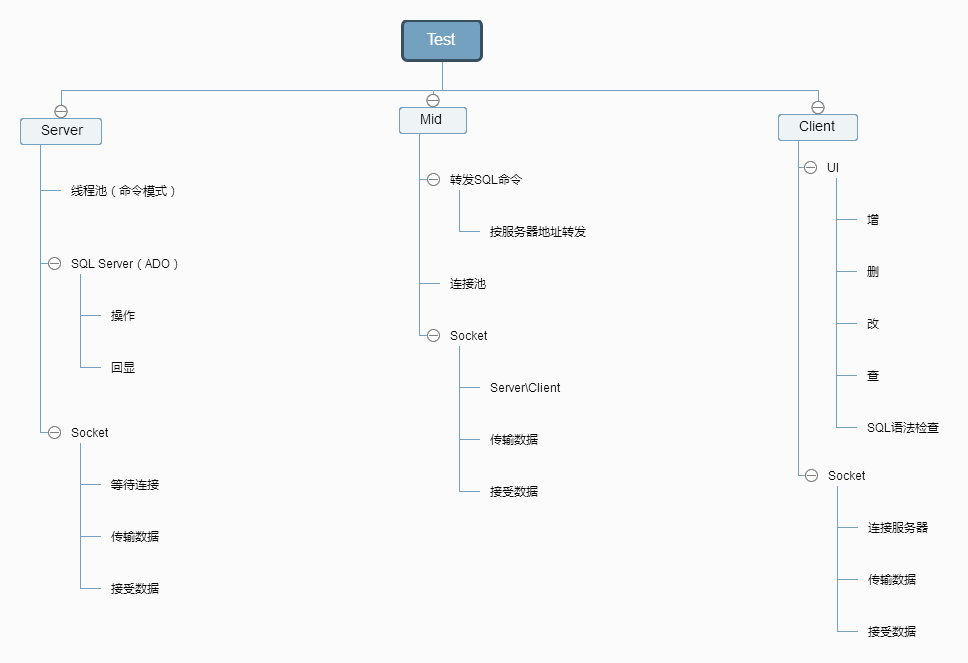 Test
Server
线程池（命令模式）
SQL Server（ADO）
操作
回显
Socket
等待连接
传输数据
接受数据
Mid
转发SQL命令
按服务器地址转发
连接池
Socket
Server\Client
传输数据
接受数据
Client
UI
增
删
改
查
SQL语法检查
Socket
连接服务器
传输数据
接受数据